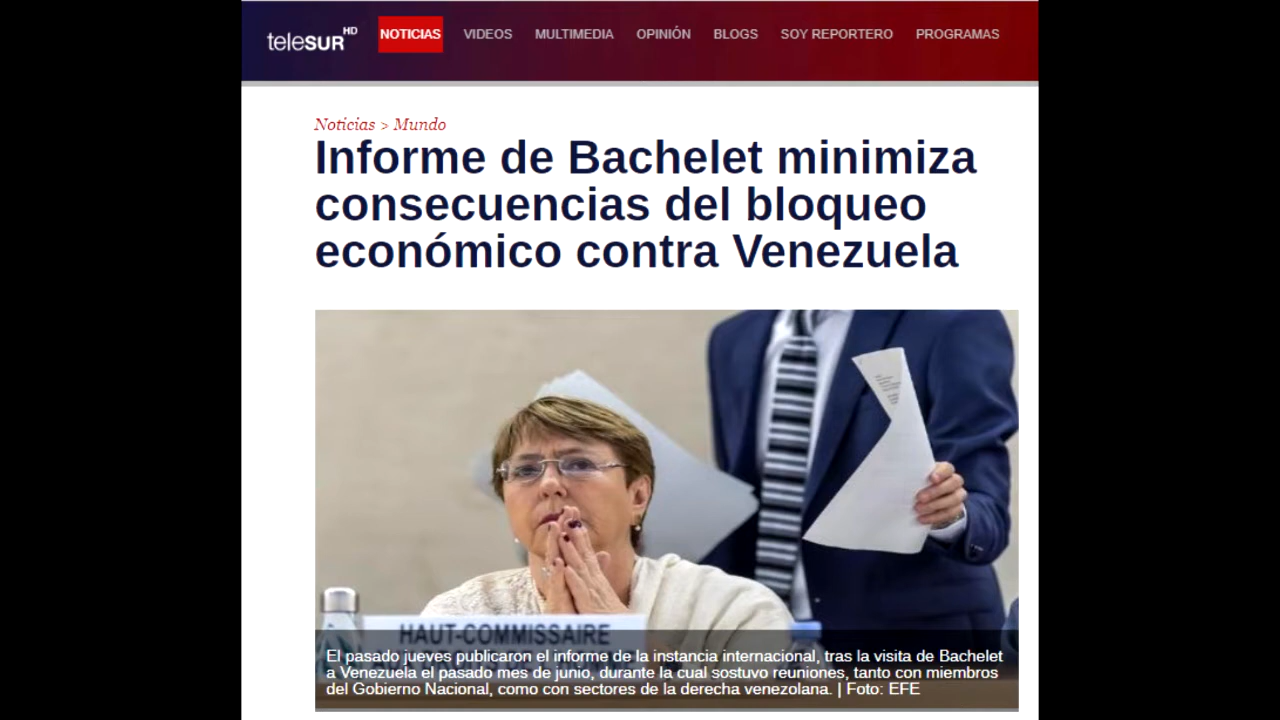 teleSUR HD NOTICIAS VIDEOS MULTIMEDIA OPINIÓN BLOGS SOY REPORTERO PROGRAMAS
Noticias > Mundo
Informe de Bachelet minimiza
consecuencias del bloqueo
económico contra Venezuela
HAUT-COMMISSAIRE
El pasado jueves publicaron el informe de la instancia internacional, tras la visita de Bachelet
a Venezuela el pasado mes de junio, durante la cual sostuvo reuniones, tanto con miembros
del Gobierno Nacional, como con sectores de la derecha venezolana. | Foto: EFE